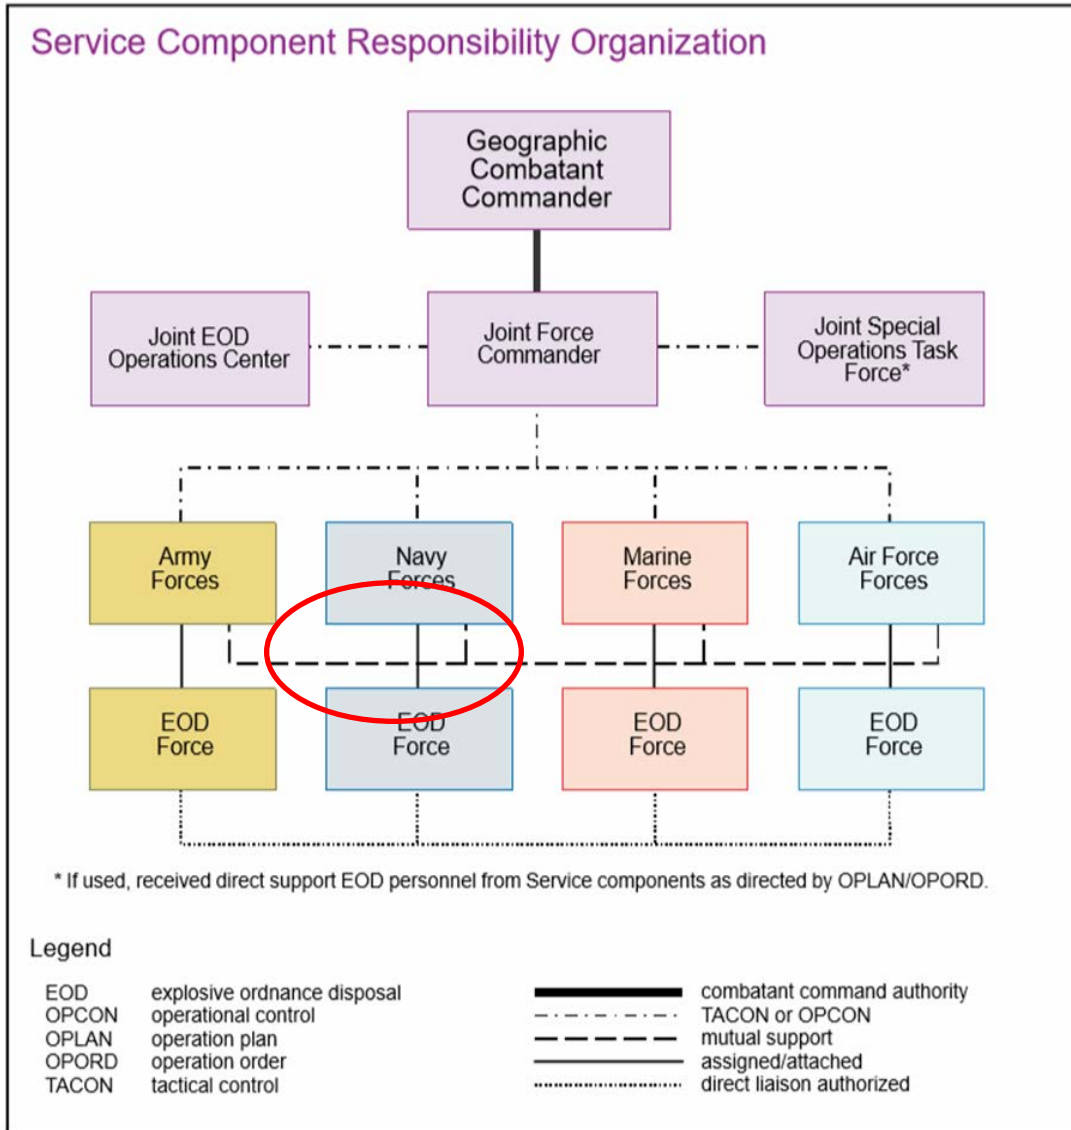 Service Component Responsibility Organization
Geographic
Combatant
Commander
Joint EOD
Operations Center
Joint Force
Commander
Joint Special
Operations Task
Force*
Army
Forces
Navy
Forces
Marine
Forces
Air Force
Forces
EOD
Force
EOD
Force
EOD
Force
EOD
Force
* If used, received direct support EOD personnel from Service components as directed by OPLAN/OPORD.
Legend
EOD explosive ordnance disposal
OPCON operational control
OPLAN operation plan
OPORD operation order
TACON tactical control
combatant command authority
TACON or OPCON
mutual support
assigned/attached
direct liaison authorized